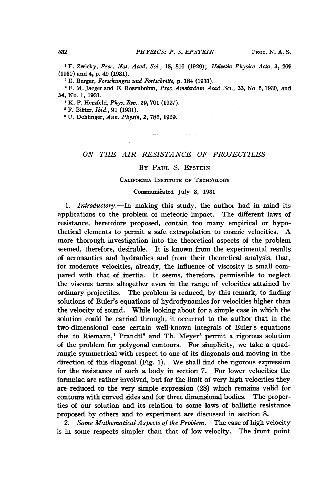 532 PHYSICS: P. S. EPSTEIN PROC. N. A. S.
F. Zwicky, Proc. Nat. Acad. Sci., 15, 816 (1929); Helvetia Physica Acta, 3, 269
(1930) and 4, p. 49 (1931).
R. Berger, Forschungen und Fortschritte, p. 184 (1931).
F. M. Jaeger and E. Rosenbohm, Proc. Amsterdam Acad. Sci., 33, No. 5, 1930, and
34, No. 1, 1931.
K. F. Herzfeld, Phys. Rev., 29, 701 (1927).
F. Bitter, Ibid., 91 (1931).
U. Dehlinger, Ann. Physik, 2, 788, 1929.
ON THE AIR RESISTANCE OF PROJECTILES
BY PAUL S. EPSTEIN
CALIFORNIA INSTITUTE OF TECHNOLOGY
Communicated July 8, 1931
1. Introductory.—In making this study, the author had in mind its
applications to the problem of meteoric impact. The different laws of
resistance, heretofore proposed, contain too many empirical or hypo-
thetical elements to permit a safe extrapolation to cosmic velocities. A
more thorough investigation into the theoretical aspects of the problem
seemed, therefore, desirable. It is known from the experimental results
of aeronautics and hydraulics and from their theoretical analysis, that,
for moderate velocities, already, the influence of viscosity is small com-
pared with that of inertia. It seems, therefore, permissible to neglect
the viscous terms altogether even in the range of velocities attained by
ordinary projectiles. The problem is reduced, by this remark, to finding
solutions of Euler's equations of hydrodynamics for velocities higher than
the velocity of sound. While looking about for a simple case in which the
solution could be carried through, it occurred to the author that in the
two-dimensional case certain well-known integrals of Euler's equations
due to Riemann,¹ Prandtl² and Th. Meyer³ permit a rigorous solution
of the problem for polygonal contours. For simplicity, we take a quad-
rangle symmetrical with respect to one of its diagonals and moving in the
direction of this diagonal (Fig. 1). We shall find the rigorous expression
for the resistance of such a body in section 7. For lower velocities the
formulae are rather involved, but for the limit of very high velocities they
are reduced to the very simple expression (28) which remains valid for
contours with curved sides and for three dimensional bodies. The proper-
ties of our solution and its relation to some laws of ballistic resistance
proposed by others and to experiment are discussed in section 8.
2. Some Mathematical Aspects of the Problem. The case of high velocity
is in some respects simpler than that of low velocity. The front point